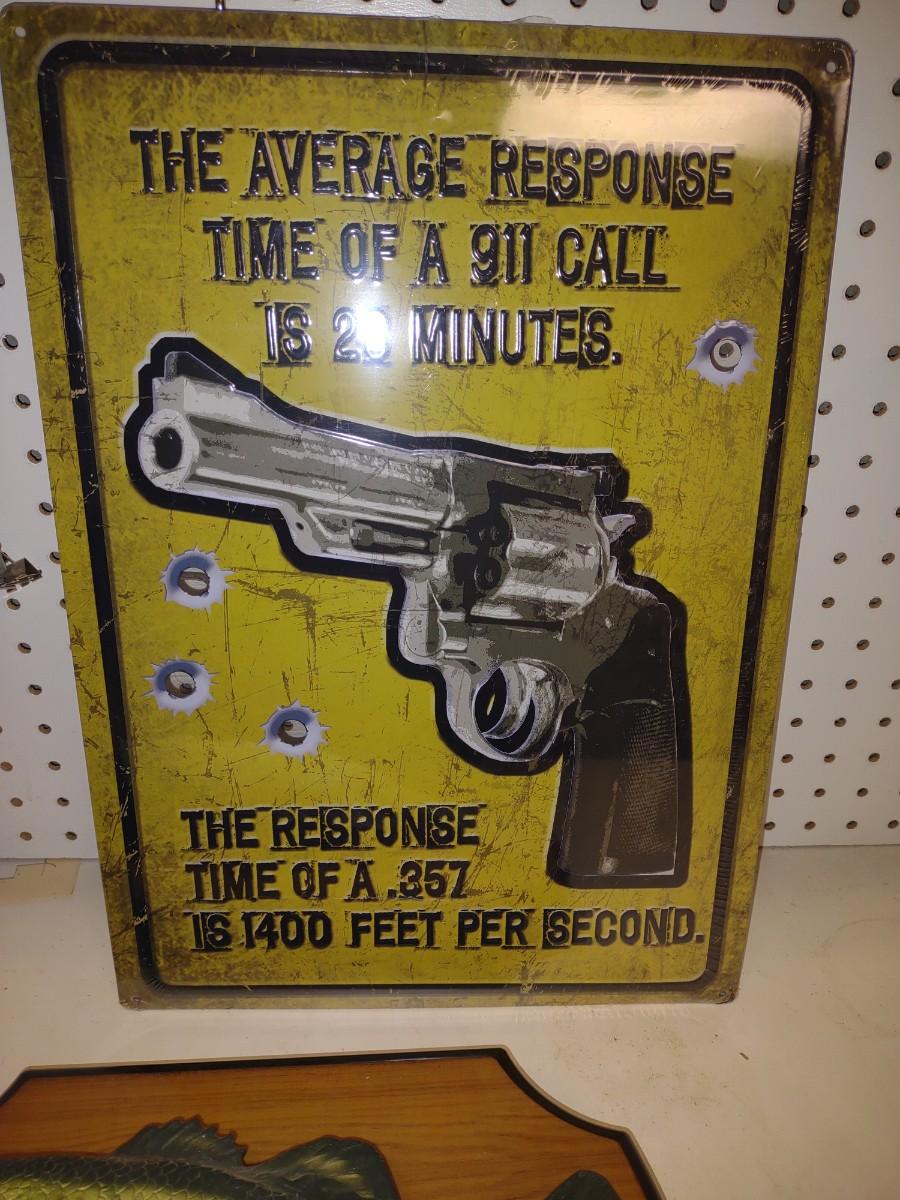 THE AVERAGE RESPONSE
TIME OF A 911 CALL
IS MINUTES.
THE RESPONSE
TIME OF A .357
IS 1400 FEET PER SECOND.